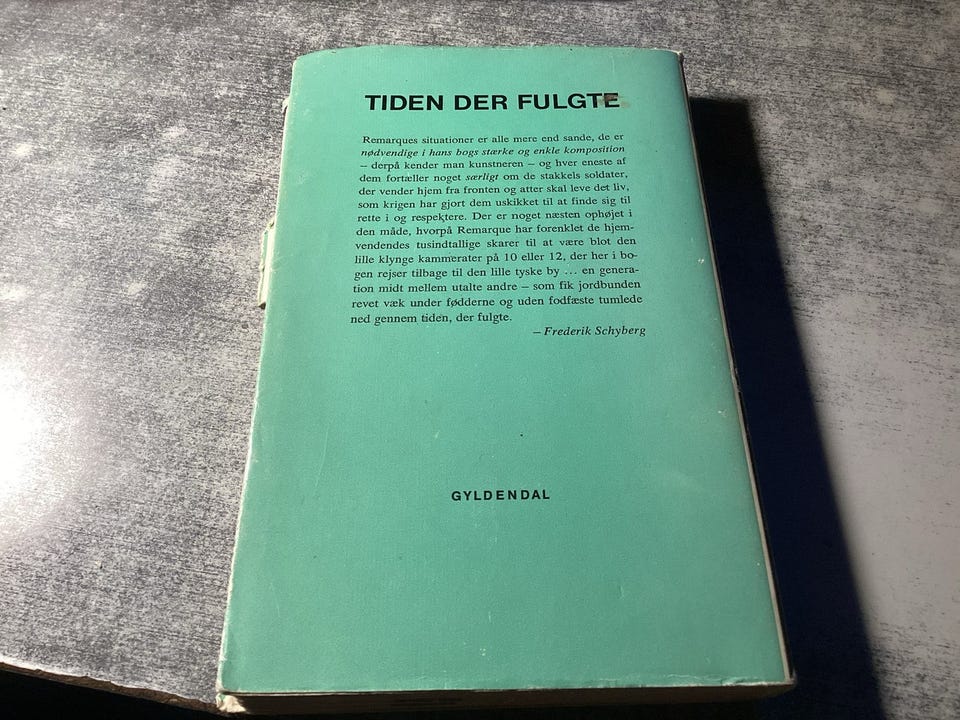 TIDEN DER FULGTE
Remarques situationer er alle mere end sande, de er
nødvendige i hans bogs stærke og enkle komposition
– derpå kender man kunstneren – og hver eneste af
dem fortæller noget særligt om de stakkels soldater,
der vender hjem fra fronten og atter skal leve det liv,
som krigen har gjort dem uskikket til at finde sig til
rette i og respektere. Der er noget næsten ophøjet i
den måde, hvorpå Remarque har forenklet de hjem-
vendendes tusindtallige skarer til at være blot den
lille klynge kammerater på 10 eller 12, der her i bo-
gen rejser tilbage til den lille tyske by ... en genera-
tion midt mellem utalte andre – som fik jordbunden
revet væk under fødderne og uden fodfæste tumlede
ned gennem tiden, der fulgte.
– Frederik Schyberg
GYLDENDAL